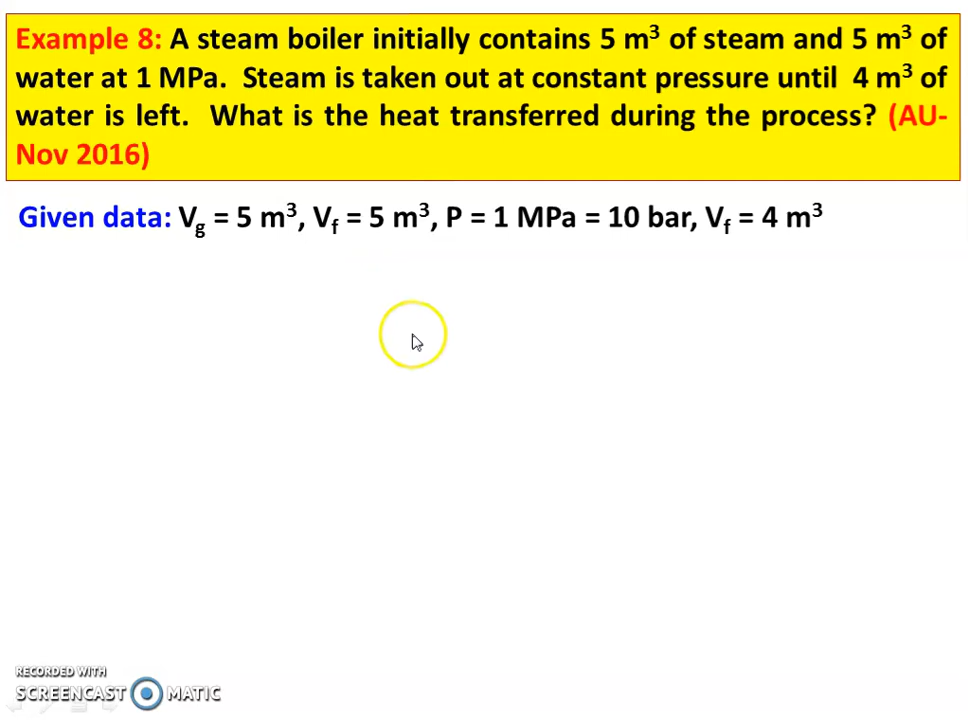 Example 8: A steam boiler initially contains 5 m³ of steam and 5 m³ of
water at 1 MPa. Steam is taken out at constant pressure until 4 m³ of
water is left. What is the heat transferred during the process? (AU-
Nov 2016)
Given data: Vg = 5 m³, Vf = 5 m³, P = 1 MPa = 10 bar, Vf = 4 m³
RECORDED WITH
SCREENCAST MATIC